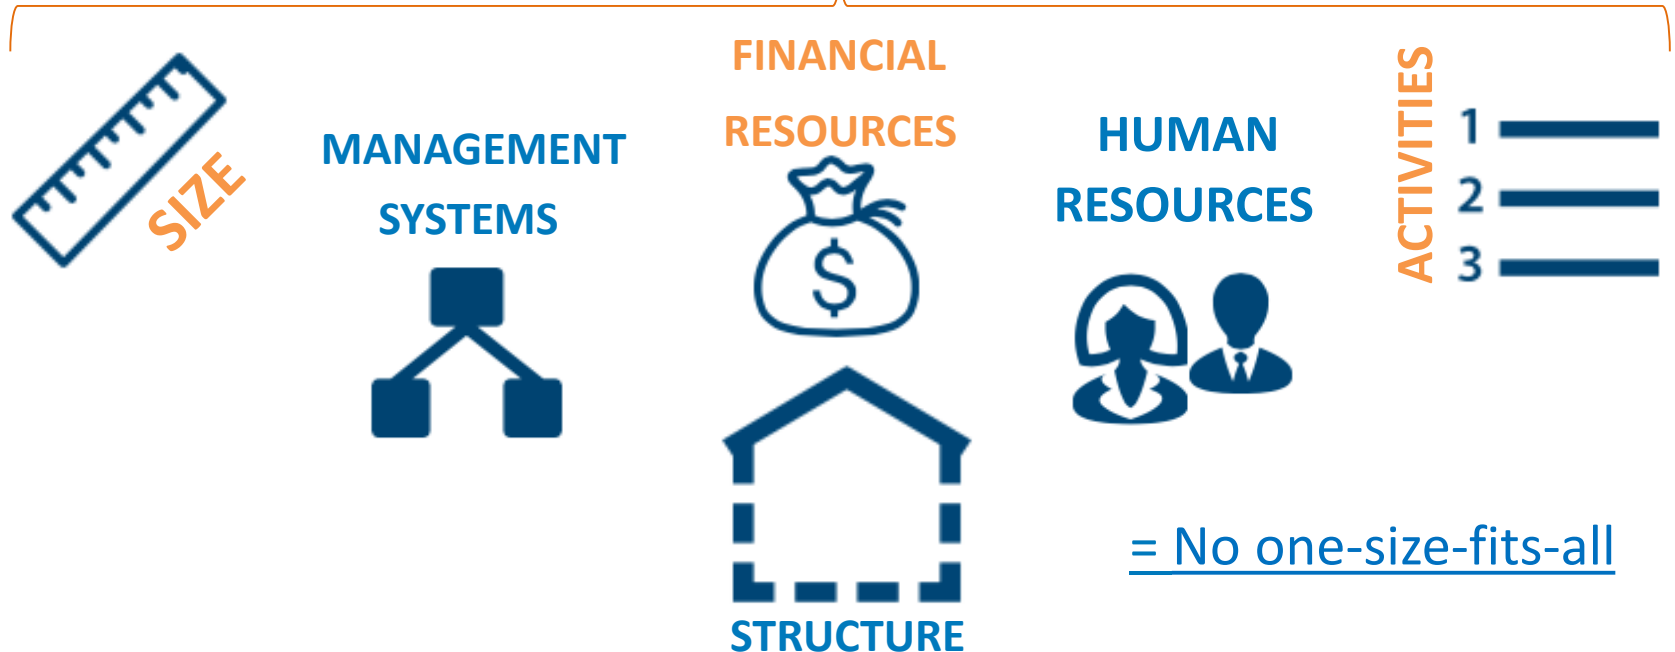 SIZE
MANAGEMENT
SYSTEMS
FINANCIAL
RESOURCES
$
HUMAN
RESOURCES
ACTIVITIES
1
2
3
STRUCTURE
= No one-size-fits-all